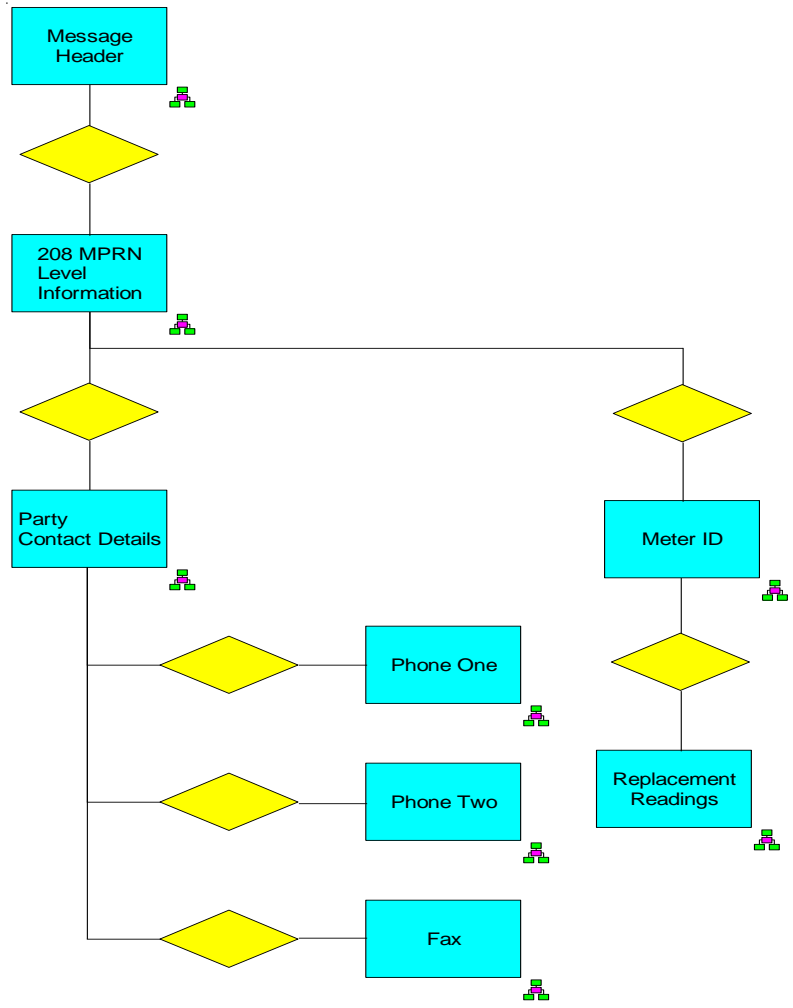 Message
Header
208 MPRN
Level
Information
Party
Contact Details
Meter ID
Phone One
Phone Two
Replacement
Readings
Fax